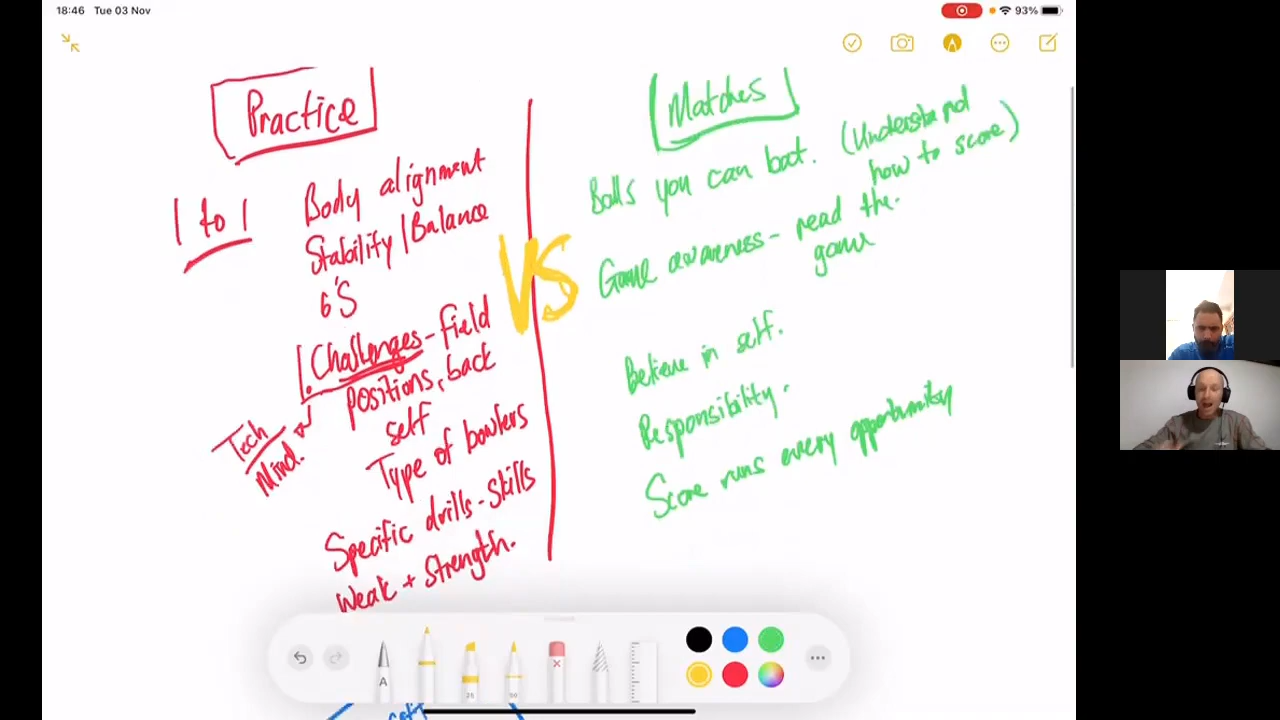 18:46 Tue 03 Nov
93%
Practice
1 to 1
Body alignment
Stability/Balance
6'S
Challenges - field
positions, back
self
Tech
Mind.
Type of bowlers
Specific drills - skills
Weak + Strength.
VS
Matches
Balls you can bat. (Understand
how to score)
Game awareness - read the
game
Believe in self.
Responsibility.
Score runs every opportunity
A
25
50